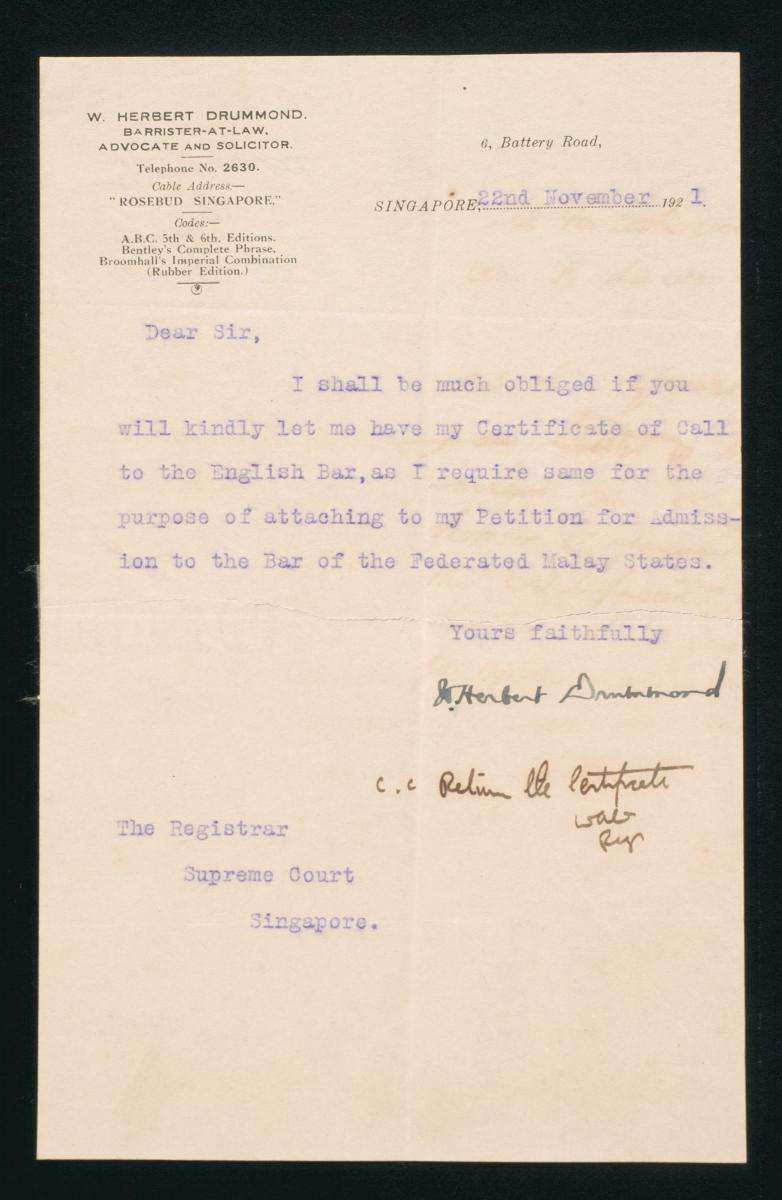 W. HERBERT DRUMMOND.
BARRISTER-AT-LAW,
ADVOCATE AND SOLICITOR.
Telephone No. 2630.
Cable Address.—
"ROSEBUD SINGAPORE."
Codes:—
A.B.C. 5th & 6th, Editions.
Bentley's Complete Phrase,
Broomhall's Imperial Combination
(Rubber Edition.)
6, Battery Road,
SINGAPORE, 22nd November 1921.
Dear Sir,
I shall be much obliged if you
will kindly let me have my Certificate of Call
to the English Bar,as I require same for the
purpose of attaching to my Petition for Admiss-
ion to the Bar of the Federated Malay States.
Yours faithfully
W. Herbert Drummond
c.c Return the Certificate
Reg
The Registrar
Supreme Court
Singapore.